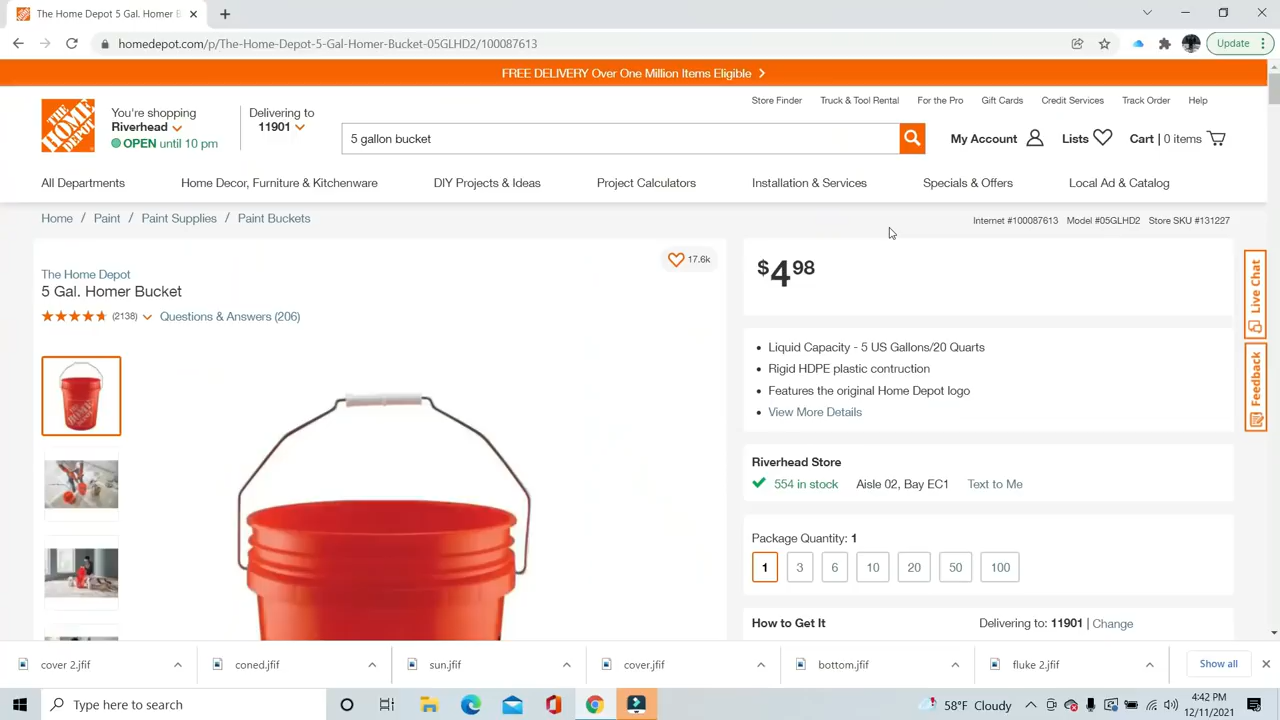 The Home Depot 5 Gal. Homer B
homedepot.com/p/The-Home-Depot-5-Gal-Homer-Bucket-05GLHD2/100087613
Update
FREE DELIVERY Over One Million Items Eligible
Store Finder Truck & Tool Rental For the Pro Gift Cards Credit Services Track Order Help
THE HOME DEPOT
You're shopping
Riverhead
OPEN until 10 pm
Delivering to
11901
5 gallon bucket
My Account Lists Cart | 0 items
All Departments Home Decor, Furniture & Kitchenware DIY Projects & Ideas Project Calculators Installation & Services Specials & Offers Local Ad & Catalog
Home / Paint / Paint Supplies / Paint Buckets
Internet #100087613 Model #05GLHD2 Store SKU #131227
The Home Depot
5 Gal. Homer Bucket
(2138) Questions & Answers (206)
17.6k
THE HOME
$4 98
Liquid Capacity - 5 US Gallons/20 Quarts
Rigid HDPE plastic contruction
Features the original Home Depot logo
View More Details
Riverhead Store
554 in stock Aisle 02, Bay EC1 Text to Me
Package Quantity: 1
1 3 6 10 20 50 100
How to Get It Delivering to: 11901 | Change
Live Chat
Feedback
cover 2.jfif coned.jfif sun.jfif cover.jfif bottom.jfif fluke 2.jfif Show all
Type here to search
58°F Cloudy
4:42 PM
12/11/2021